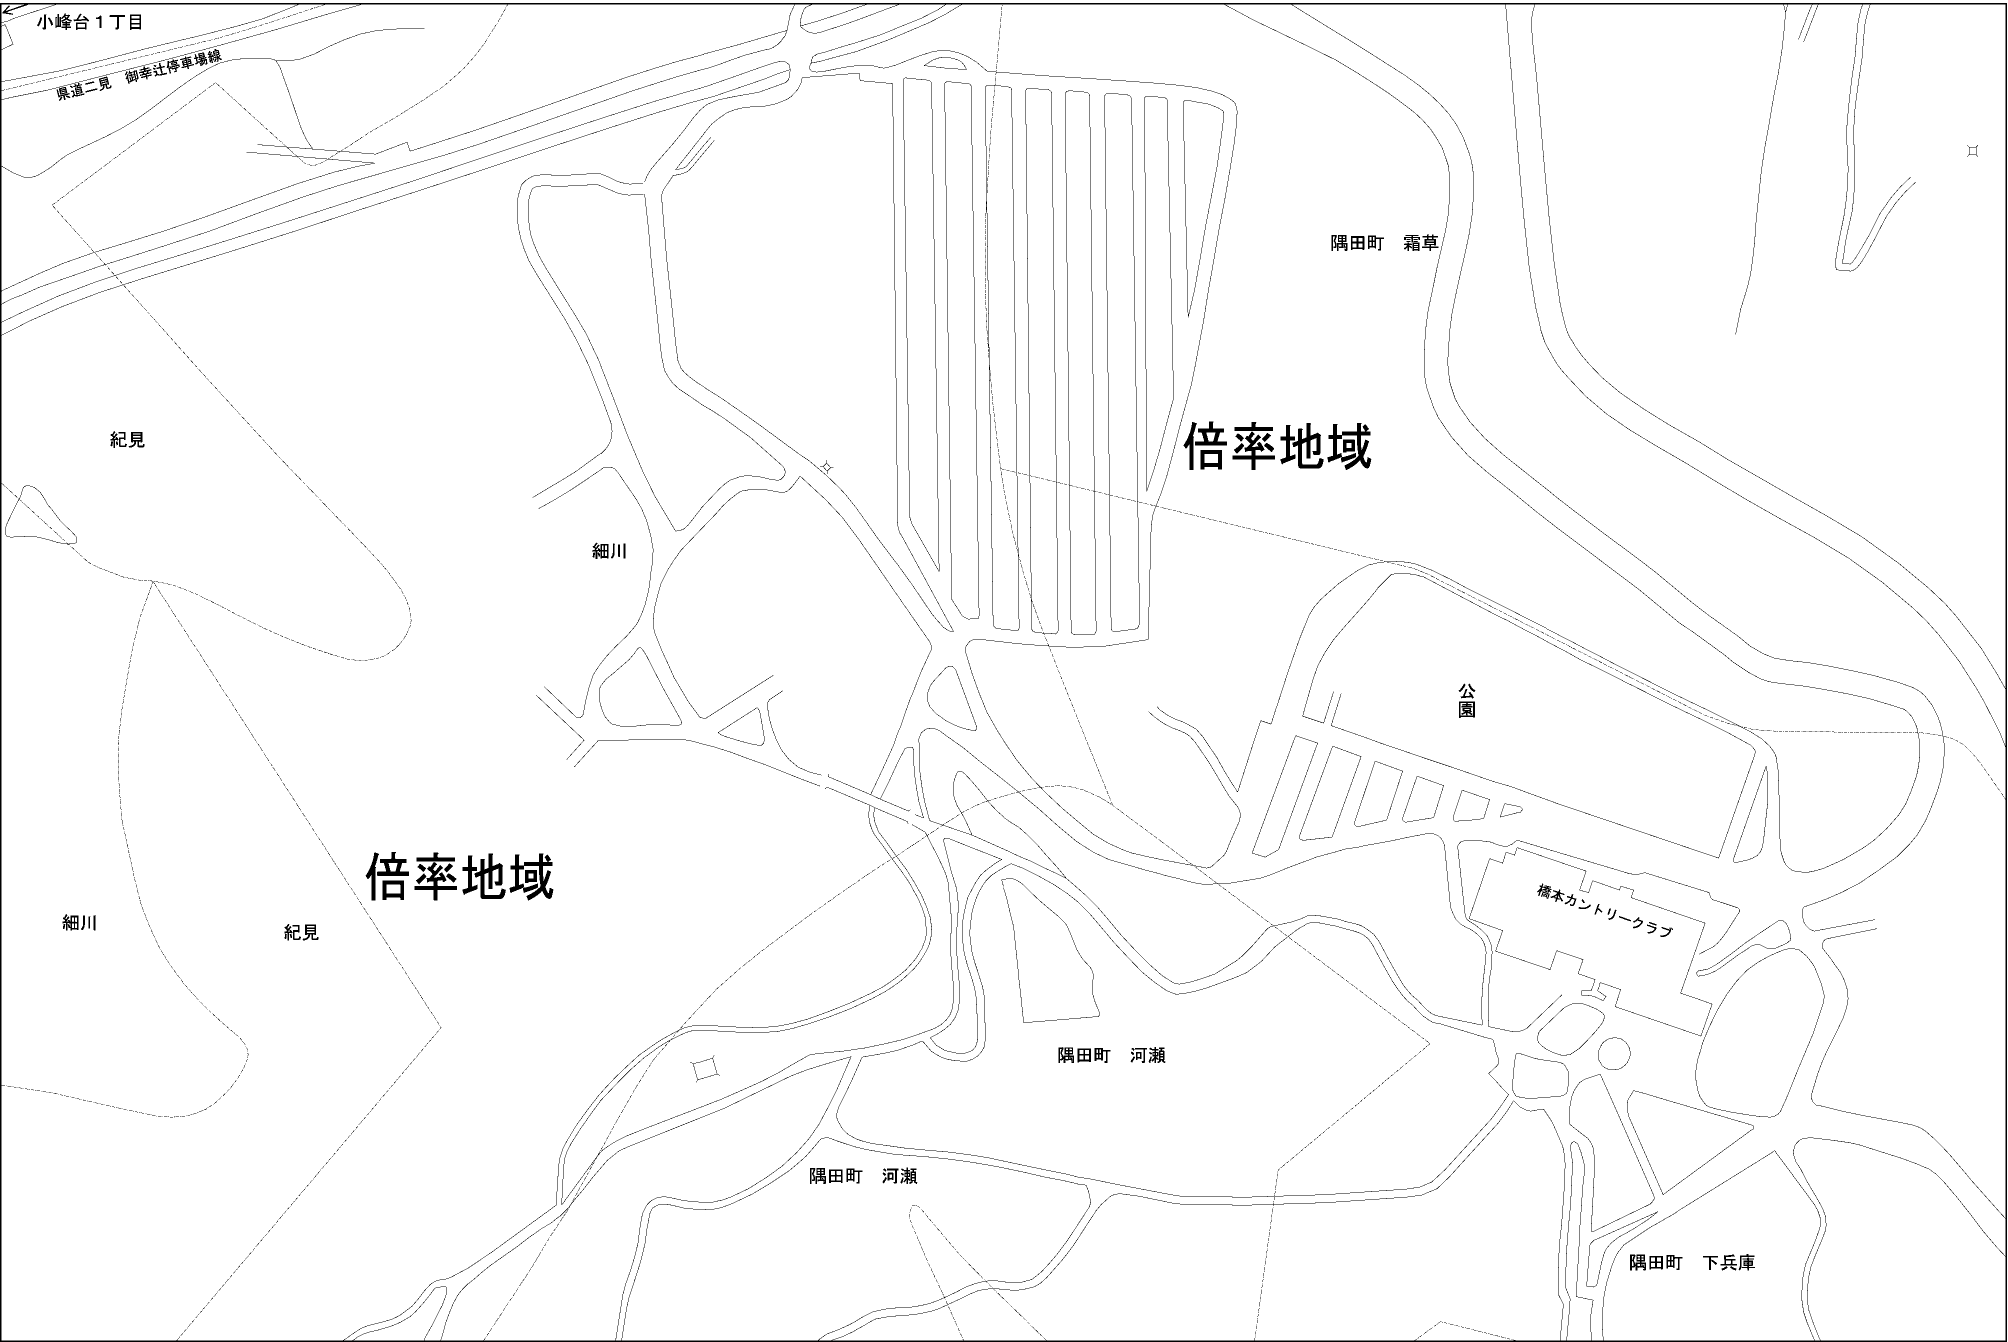 小峰台1丁目
県道二見　御幸辻停車場線
隅田町　霜草
紀見
倍率地域
細川
公園
倍率地域
橋本カントリークラブ
細川
紀見
隅田町　河瀬
隅田町　河瀬
隅田町　下兵庫